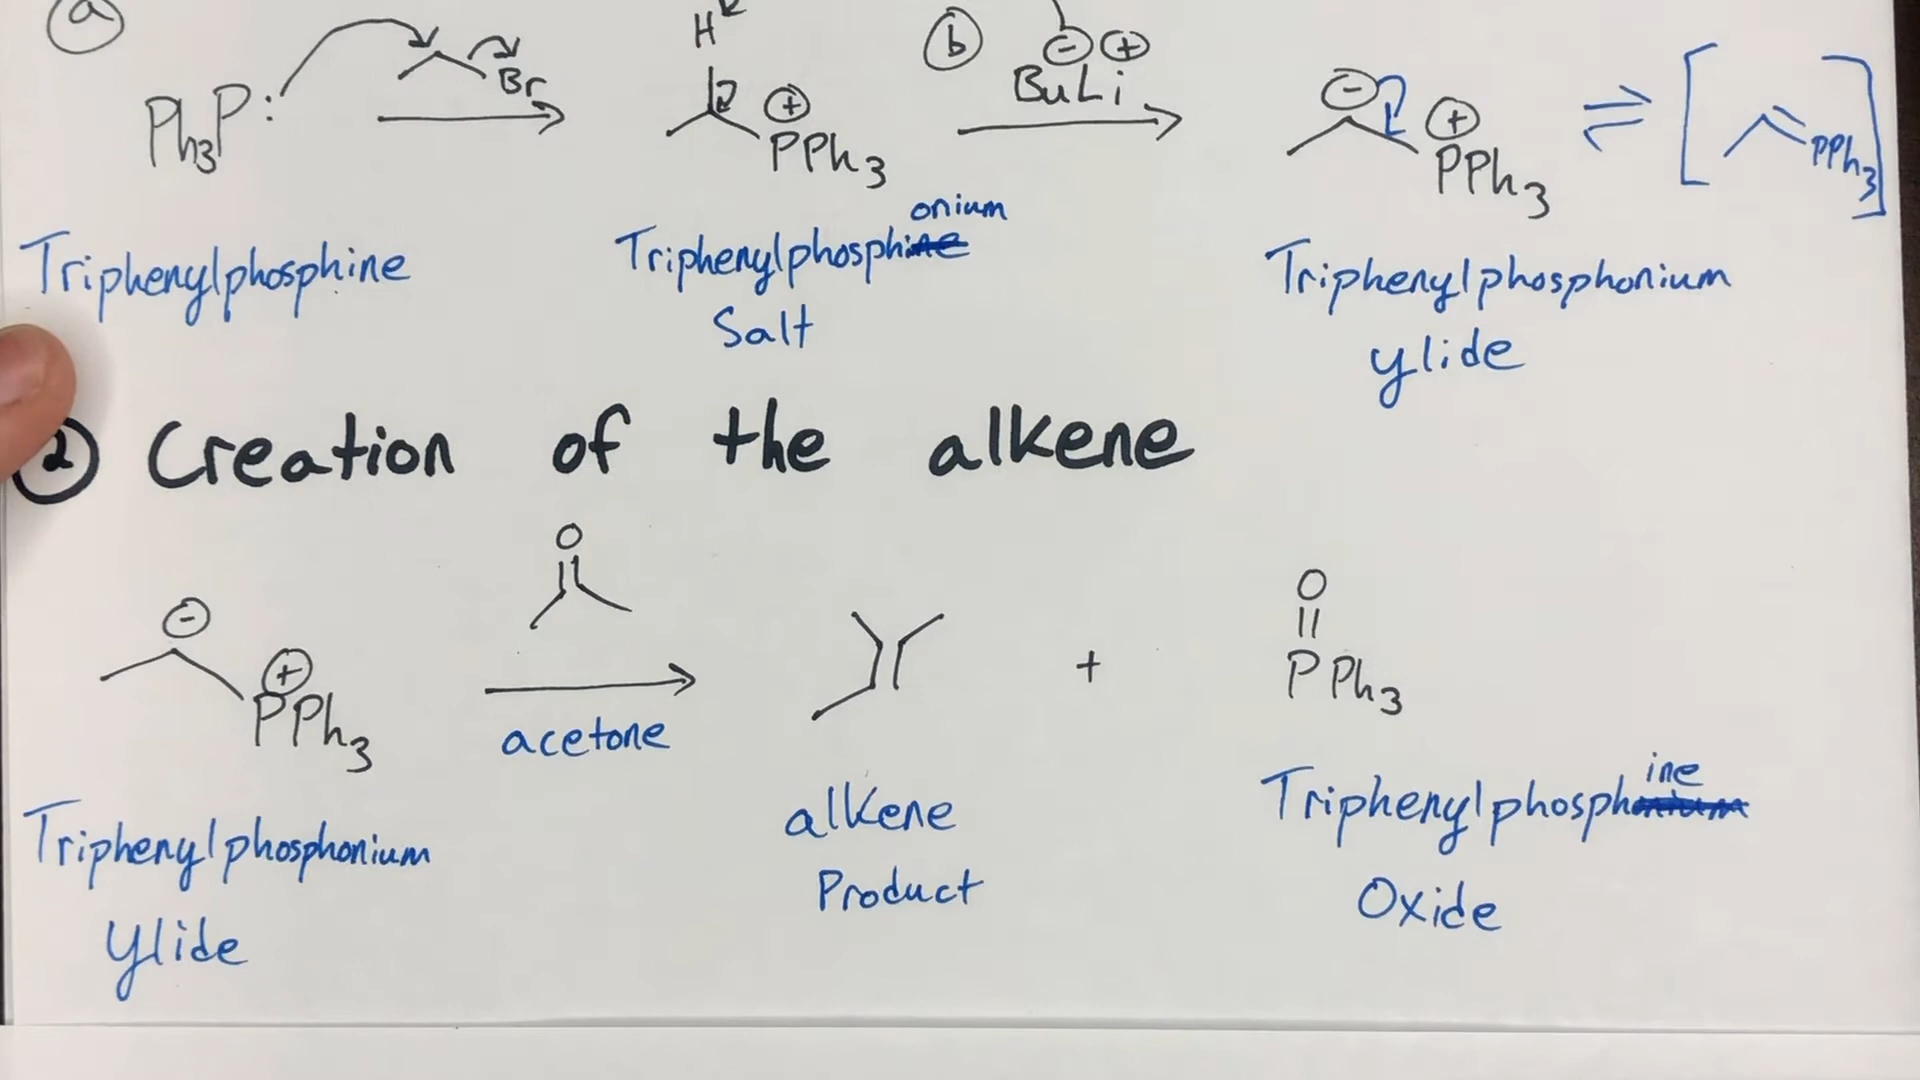 a
H
b
⊖ ⊕
Ph3P:
Br
⊕
PPh3
BuLi
⊖
⊕
PPh3
PPh3
Triphenylphosphine
Triphenylphosphine onium
Salt
Triphenylphosphonium
ylide
2 Creation of the alkene
O
⊖
⊕
PPh3
acetone
+
O
PPh3
Triphenylphosphonium
ylide
alkene
Product
Triphenylphosphonium ine
Oxide